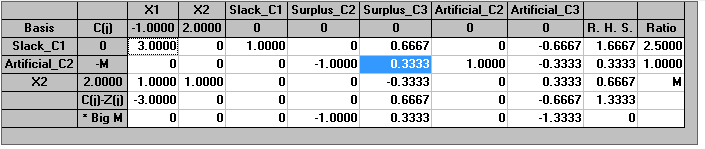 X1 X2 Slack_C1 Surplus_C2 Surplus_C3 Artificial_C2 Artificial_C3
Basis C(j) -1.0000 2.0000 0 0 0 0 0 R. H. S. Ratio
Slack_C1 0 3.0000 0 1.0000 0 0.6667 0 -0.6667 1.6667 2.5000
Artificial_C2 -M 0 0 0 -1.0000 0.3333 1.0000 -0.3333 0.3333 1.0000
X2 2.0000 1.0000 1.0000 0 0 -0.3333 0 0.3333 0.6667 M
C(j)-Z(j) -3.0000 0 0 0 0.6667 0 -0.6667 1.3333
* Big M 0 0 0 -1.0000 0.3333 0 -1.3333 0